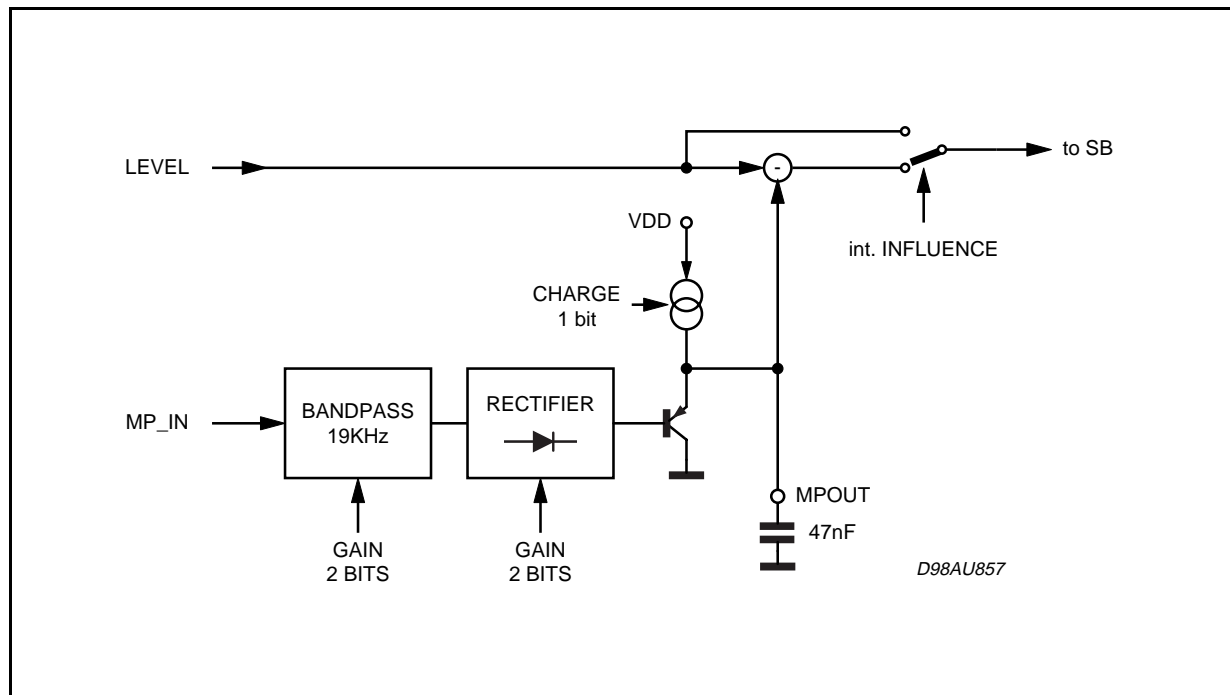 LEVEL
-
to SB
VDD
int. INFLUENCE
CHARGE
1 bit
MP_IN
BANDPASS
19KHz
RECTIFIER
MPOUT
47nF
GAIN
2 BITS
GAIN
2 BITS
D98AU857